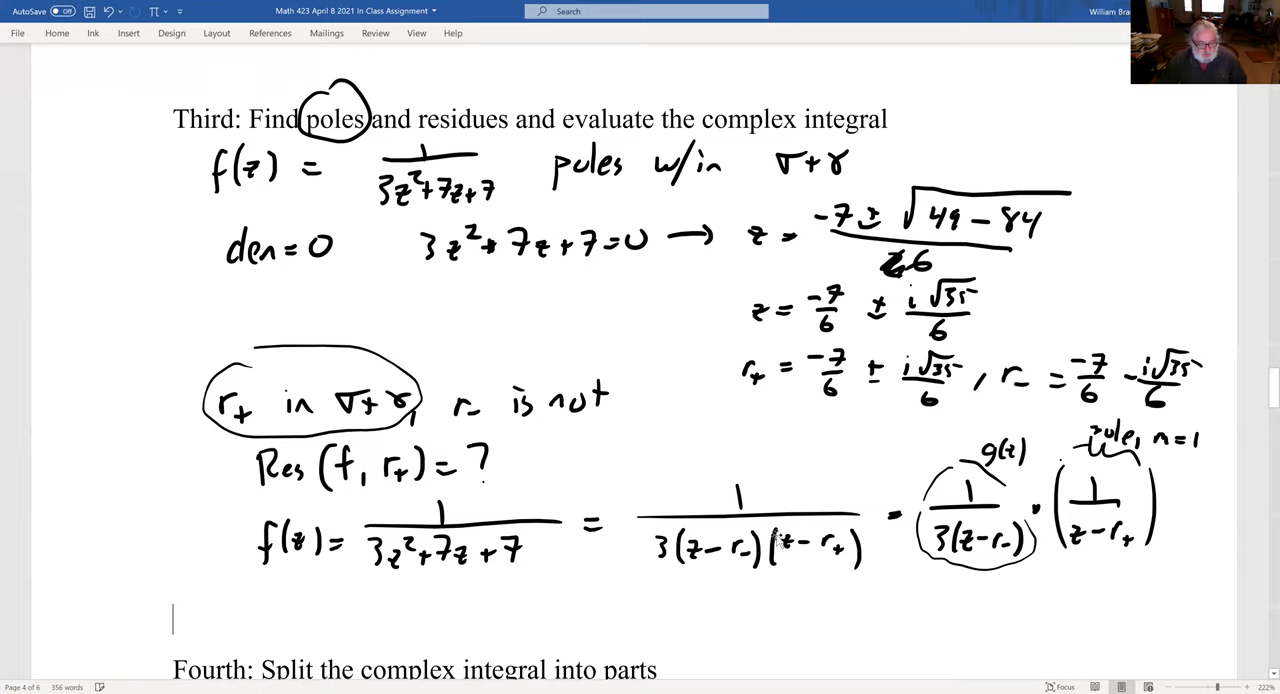 AutoSave Off Math 423 April 8 2021 In Class Assignment Search William Bra
File Home Ink Insert Design Layout References Mailings Review View Help
Third: Find poles and residues and evaluate the complex integral
f(z) = 1/(3z²+7z+7) poles w/in σ+γ
den=0 3z²+7z+7=0 → z = (-7 ± √(49-84))/6
z = -7/6 ± i√35/6
r₊ = -7/6 ± i√35/6, r₋ = -7/6 - i√35/6
r₊ in σ+γ, r₋ is not
g(z) pole, n=1
Res(f, r₊) = ?
f(z) = 1/(3z²+7z+7) = 1/(3(z-r₋)(z-r₊)) = 1/(3(z-r₋)) · (1/(z-r₊))
Fourth: Split the complex integral into parts
Page 4 of 6 356 words Focus 222%